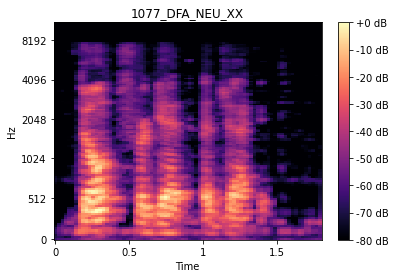 1077_DFA_NEU_XX
8192
4096
2048
1024
512
0
Hz
0
0.5
1
1.5
Time
+0 dB
-10 dB
-20 dB
-30 dB
-40 dB
-50 dB
-60 dB
-70 dB
-80 dB